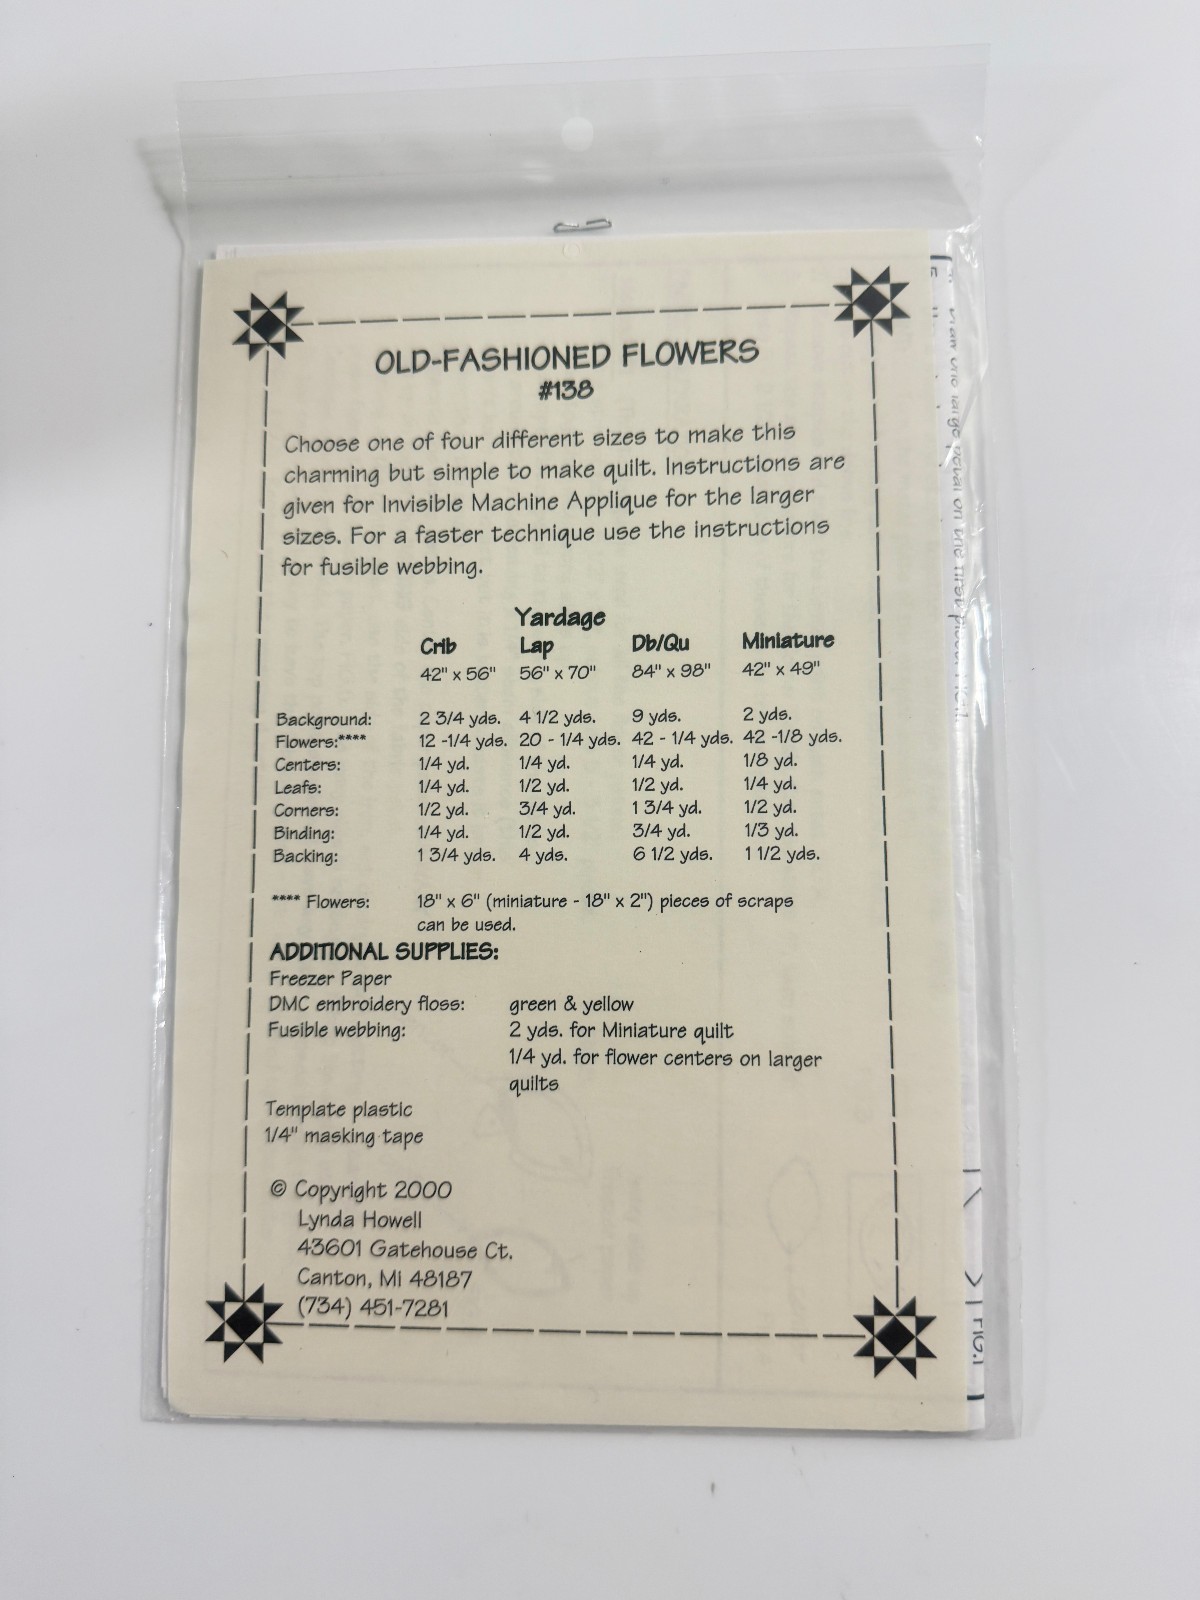 OLD-FASHIONED FLOWERS
#138
Choose one of four different sizes to make this
charming but simple to make quilt. Instructions are
given for Invisible Machine Applique for the larger
sizes. For a faster technique use the instructions
for fusible webbing.
Yardage
Crib Lap Db/Qu Miniature
42" x 56" 56" x 70" 84" x 98" 42" x 49"
Background: 2 3/4 yds. 4 1/2 yds. 9 yds. 2 yds.
Flowers:**** 12 -1/4 yds. 20 - 1/4 yds. 42 - 1/4 yds. 42 -1/8 yds.
Centers: 1/4 yd. 1/4 yd. 1/4 yd. 1/8 yd.
Leafs: 1/4 yd. 1/2 yd. 1/2 yd. 1/4 yd.
Corners: 1/2 yd. 3/4 yd. 1 3/4 yd. 1/2 yd.
Binding: 1/4 yd. 1/2 yd. 3/4 yd. 1/3 yd.
Backing: 1 3/4 yds. 4 yds. 6 1/2 yds. 1 1/2 yds.
**** Flowers: 18" x 6" (miniature - 18" x 2") pieces of scraps
can be used.
ADDITIONAL SUPPLIES:
Freezer Paper
DMC embroidery floss: green & yellow
Fusible webbing: 2 yds. for Miniature quilt
1/4 yd. for flower centers on larger
quilts
Template plastic
1/4" masking tape
© Copyright 2000
Lynda Howell
43601 Gatehouse Ct.
Canton, Mi 48187
(734) 451-7281
large petal on the first
FIG.1